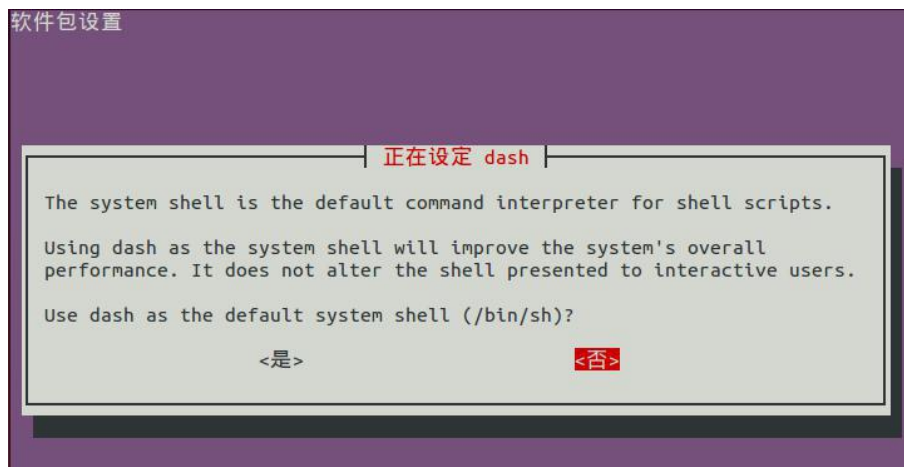 软件包设置
正在设定 dash
The system shell is the default command interpreter for shell scripts.
Using dash as the system shell will improve the system's overall
performance. It does not alter the shell presented to interactive users.
Use dash as the default system shell (/bin/sh)?
<是> <否>